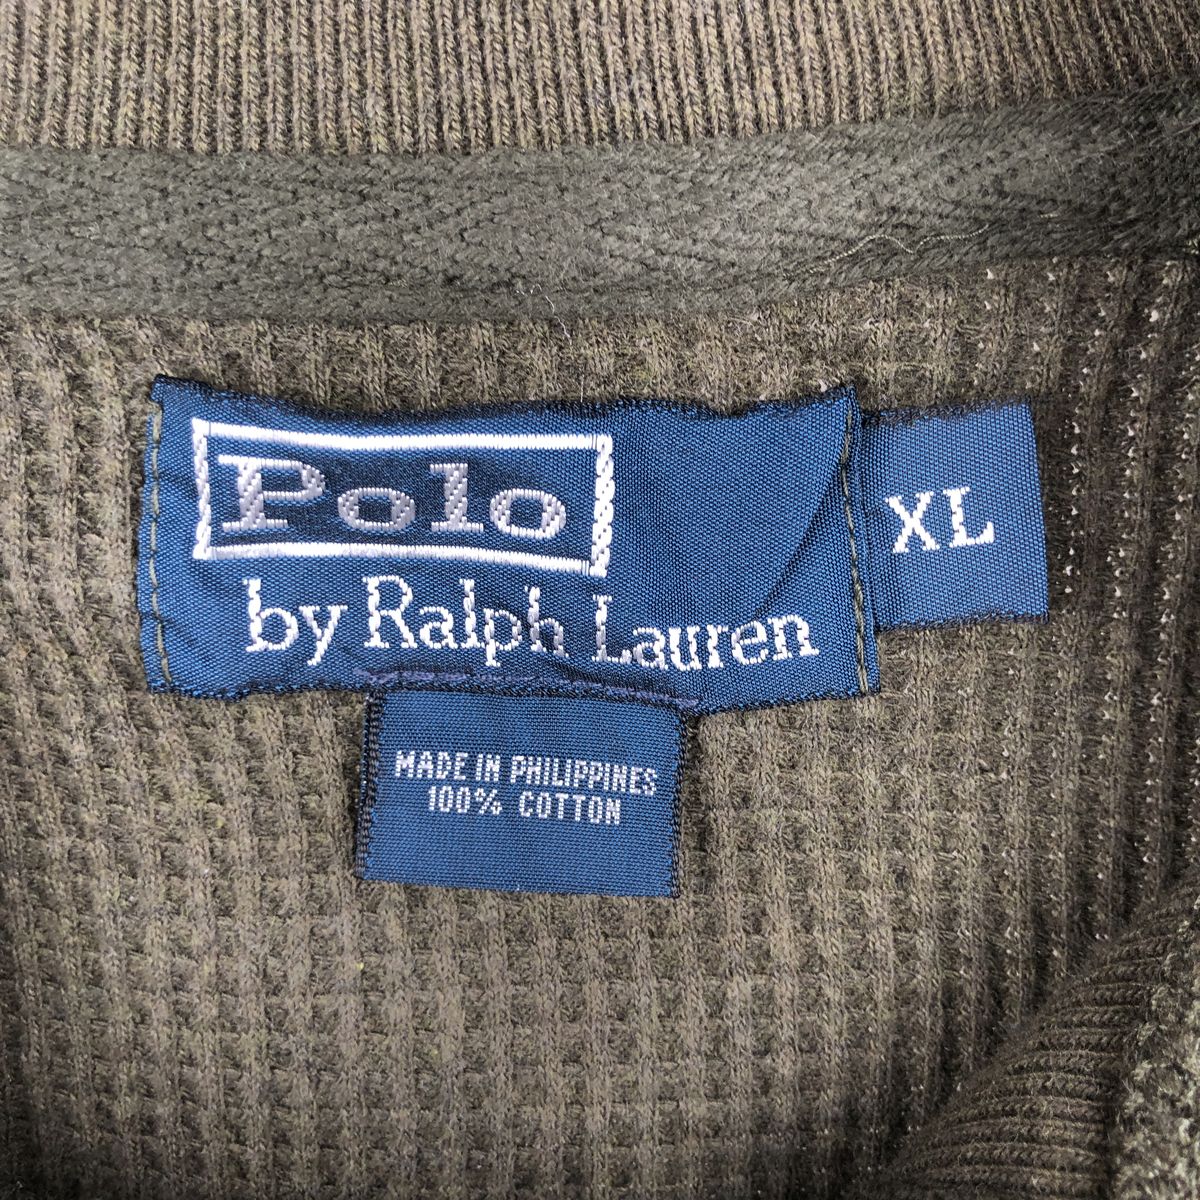 Polo
by Ralph Lauren
XL
MADE IN PHILIPPINES
100% COTTON